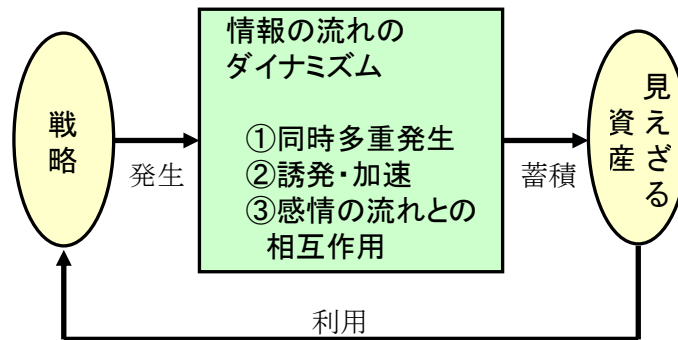 戦略
発生
情報の流れの
ダイナミズム
①同時多重発生
②誘発・加速
③感情の流れとの
相互作用
蓄積
見えざる
資産
利用